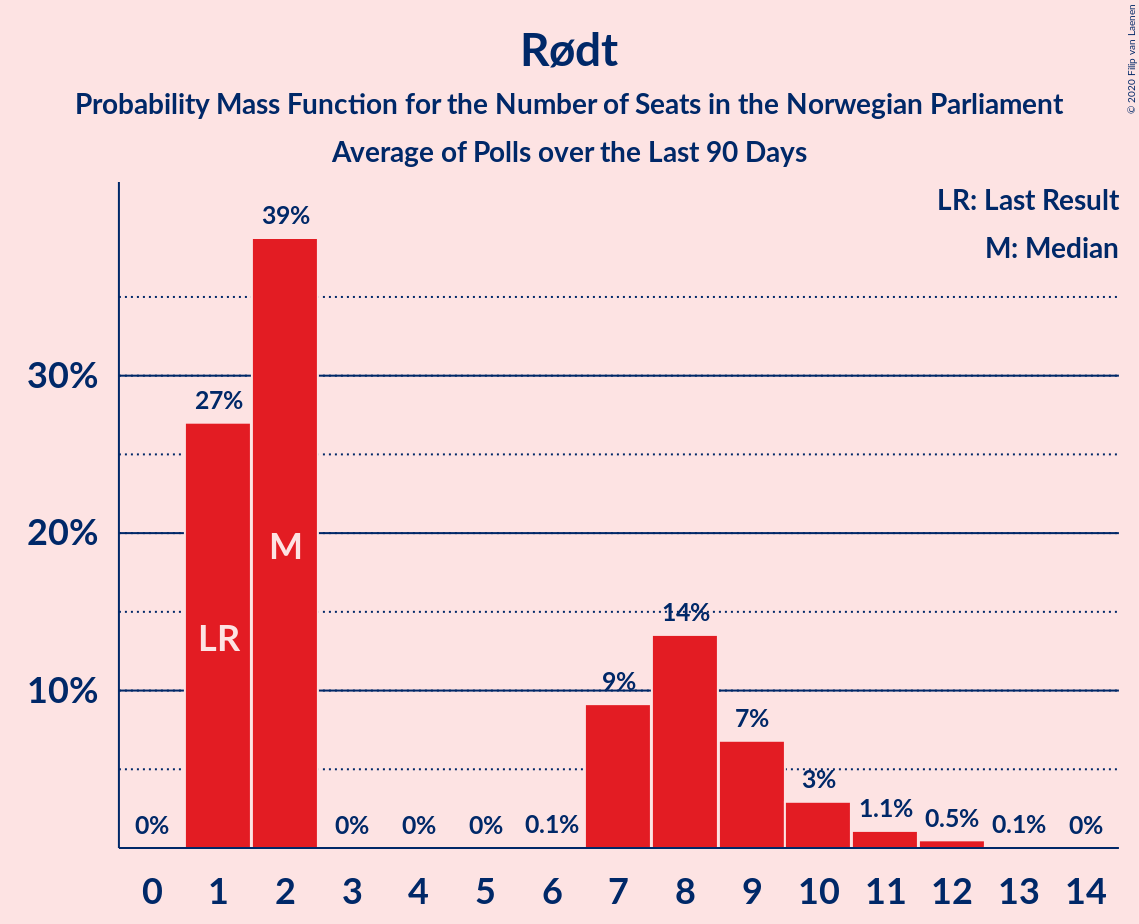 Rødt
Probability Mass Function for the Number of Seats in the Norwegian Parliament
Average of Polls over the Last 90 Days
© 2020 Filip van Laenen
LR: Last Result
M: Median
39%
30%
27%
20%
M
LR
14%
10%
9%
7%
3%
1.1%
0% 0% 0% 0% 0.1% 0.5% 0.1% 0%
0 1 2 3 4 5 6 7 8 9 10 11 12 13 14